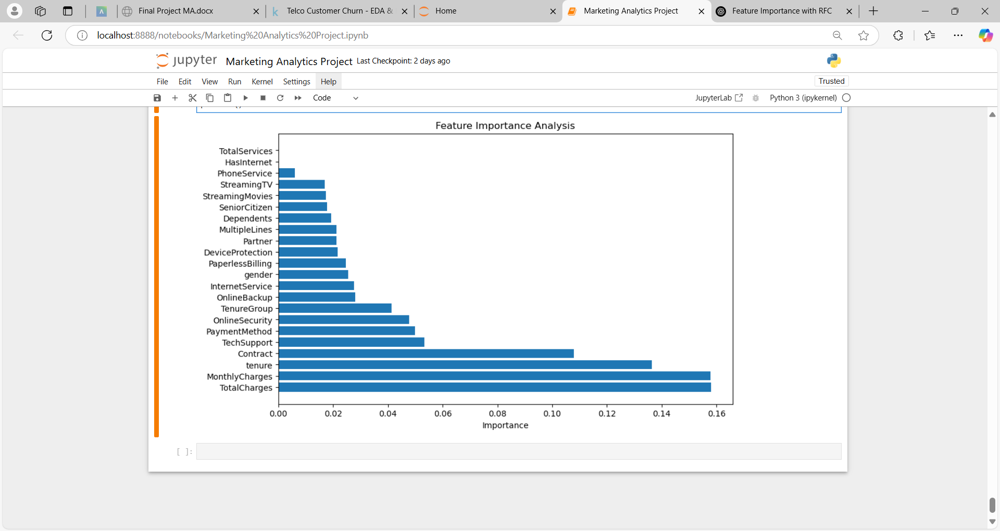 Final Project MA.docx
Telco Customer Churn - EDA &
Home
Marketing Analytics Project
Feature Importance with RFC
localhost:8888/notebooks/Marketing%20Analytics%20Project.ipynb
jupyter Marketing Analytics Project Last Checkpoint: 2 days ago
File Edit View Run Kernel Settings Help Trusted
Code JupyterLab Python 3 (ipykernel)
Feature Importance Analysis
TotalServices
HasInternet
PhoneService
StreamingTV
StreamingMovies
SeniorCitizen
Dependents
MultipleLines
Partner
DeviceProtection
PaperlessBilling
gender
InternetService
OnlineBackup
TenureGroup
OnlineSecurity
PaymentMethod
TechSupport
Contract
tenure
MonthlyCharges
TotalCharges
0.00 0.02 0.04 0.06 0.08 0.10 0.12 0.14 0.16
Importance
[ ]: